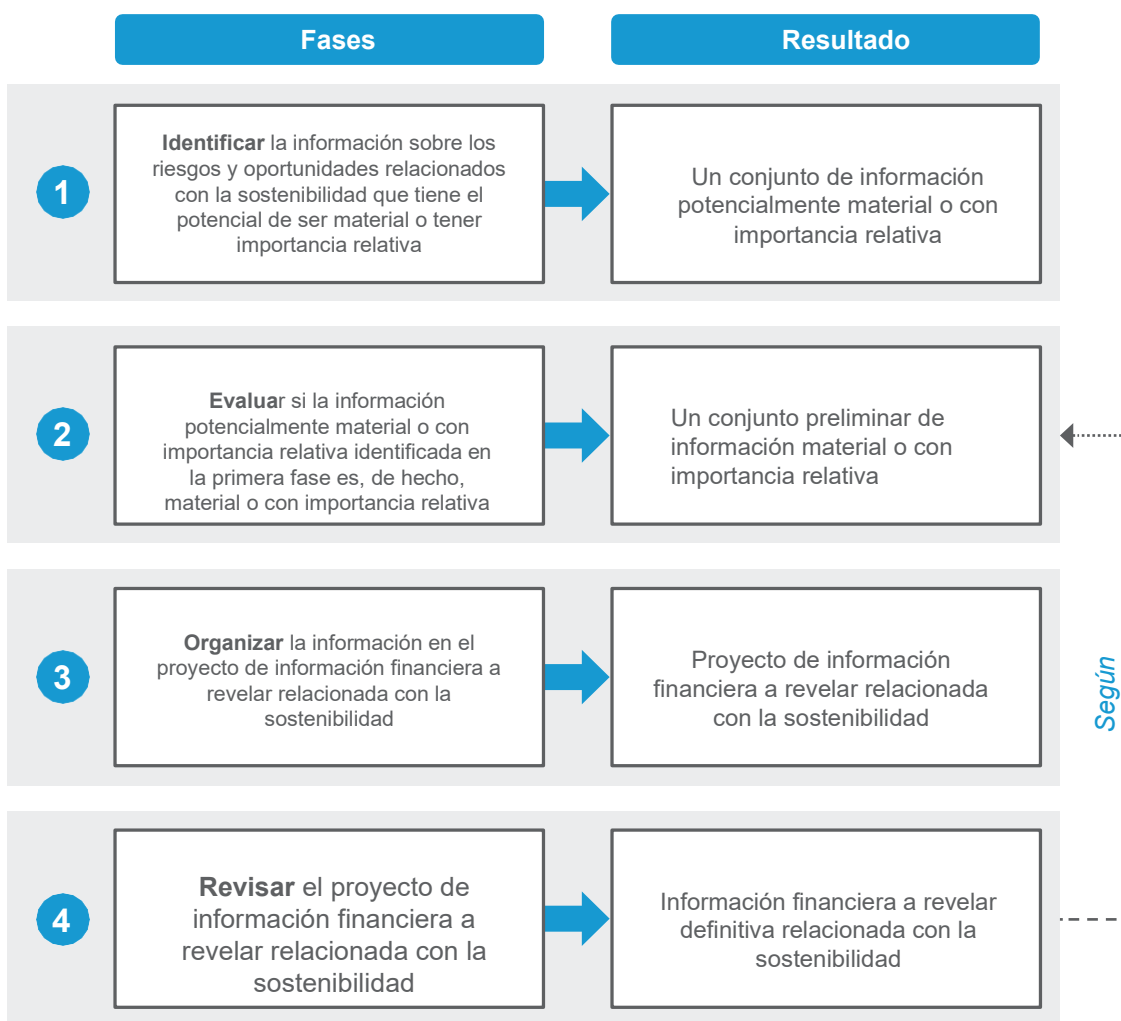 Fases
Resultado
1
Identificar la información sobre los
riesgos y oportunidades relacionados
con la sostenibilidad que tiene el
potencial de ser material o tener
importancia relativa
Un conjunto de información
potencialmente material o con
importancia relativa
2
Evaluar si la información
potencialmente material o con
importancia relativa identificada en
la primera fase es, de hecho,
material o con importancia relativa
Un conjunto preliminar de
información material o con
importancia relativa
3
Organizar la información en el
proyecto de información financiera a
revelar relacionada con la
sostenibilidad
Proyecto de información
financiera a revelar relacionada
con la sostenibilidad
Según
4
Revisar el proyecto de
información financiera a
revelar relacionada con la
sostenibilidad
Información financiera a revelar
definitiva relacionada con la
sostenibilidad